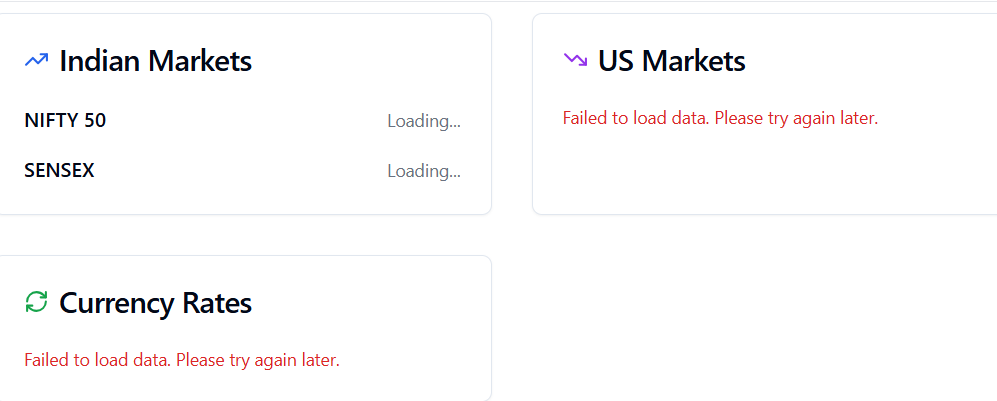 Indian Markets
NIFTY 50 Loading...
SENSEX Loading...
US Markets
Failed to load data. Please try again later.
Currency Rates
Failed to load data. Please try again later.